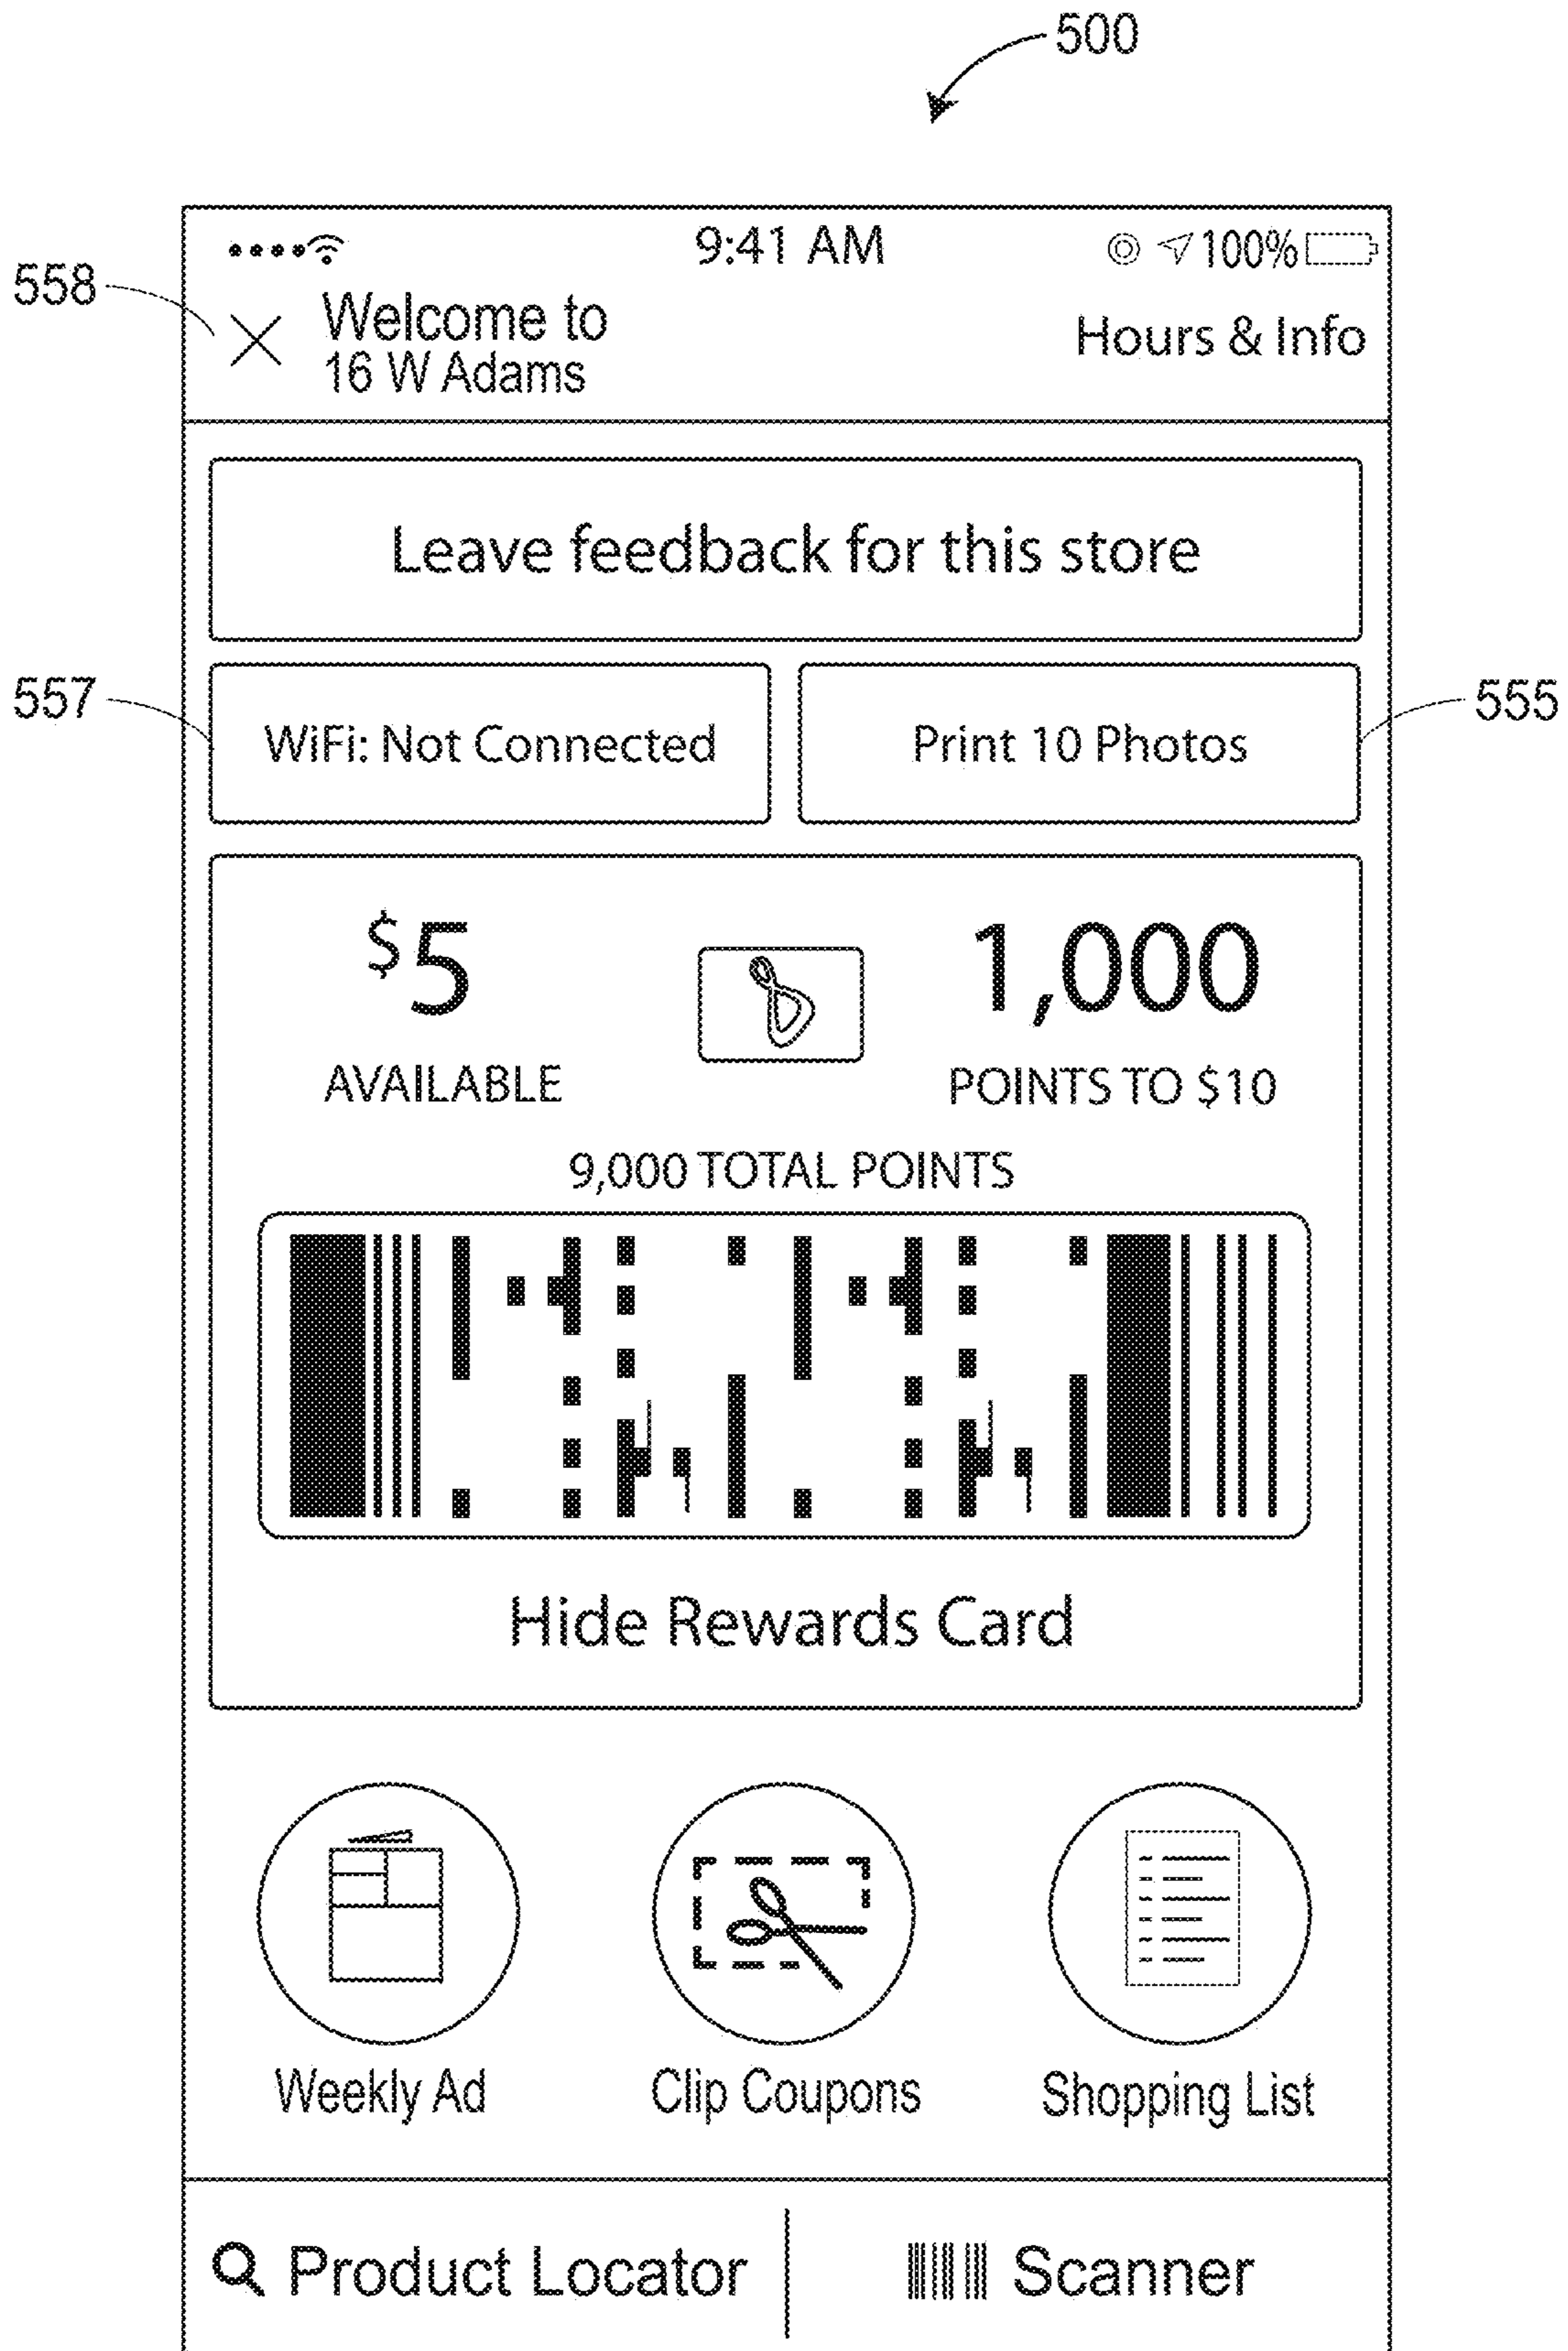 500
9:41 AM 100%
558
Welcome to
16 W Adams
Hours & Info
Leave feedback for this store
557
WiFi: Not Connected
Print 10 Photos
555
$5
1,000
AVAILABLE
POINTS TO $10
9,000 TOTAL POINTS
Hide Rewards Card
Weekly Ad
Clip Coupons
Shopping List
Product Locator
Scanner